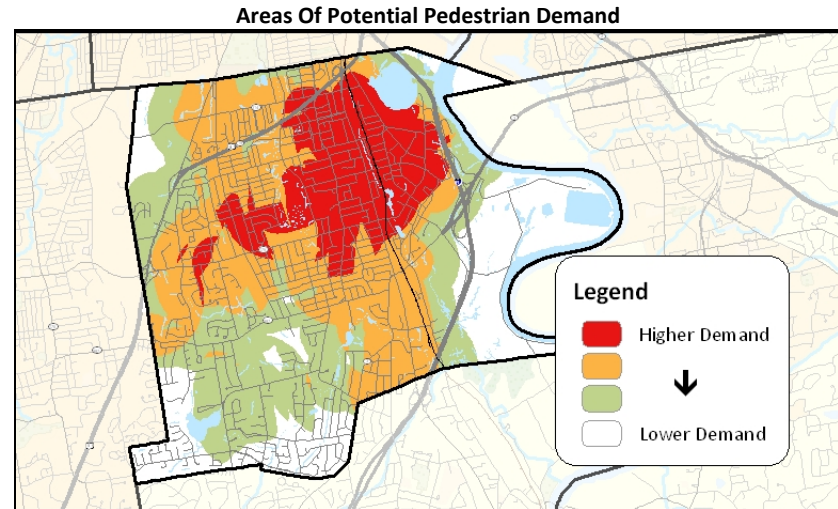 Areas Of Potential Pedestrian Demand
Legend
Higher Demand
Lower Demand